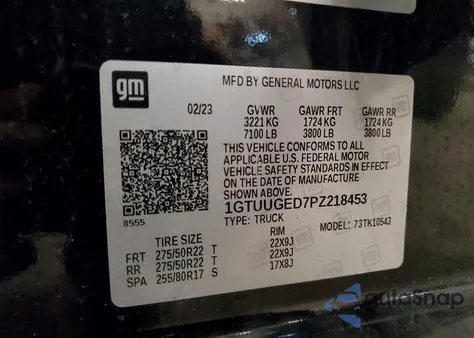 gm
MFD BY GENERAL MOTORS LLC
02/23 GVWR GAWR FRT GAWR RR
3221 KG 1724 KG 1724 KG
7100 LB 3800 LB 3800 LB
THIS VEHICLE CONFORMS TO ALL
APPLICABLE U.S. FEDERAL MOTOR
VEHICLE SAFETY STANDARDS IN EFFECT
ON THE DATE OF MANUFACTURE
SHOWN ABOVE.
8555
1GTUUGED7PZ218453
TYPE: TRUCK MODEL: 73TK10543
TIRE SIZE RIM
FRT 275/50R22 T 22X9J
RR 275/50R22 T 22X9J
SPA 255/80R17 S 17X8J
autoSnap